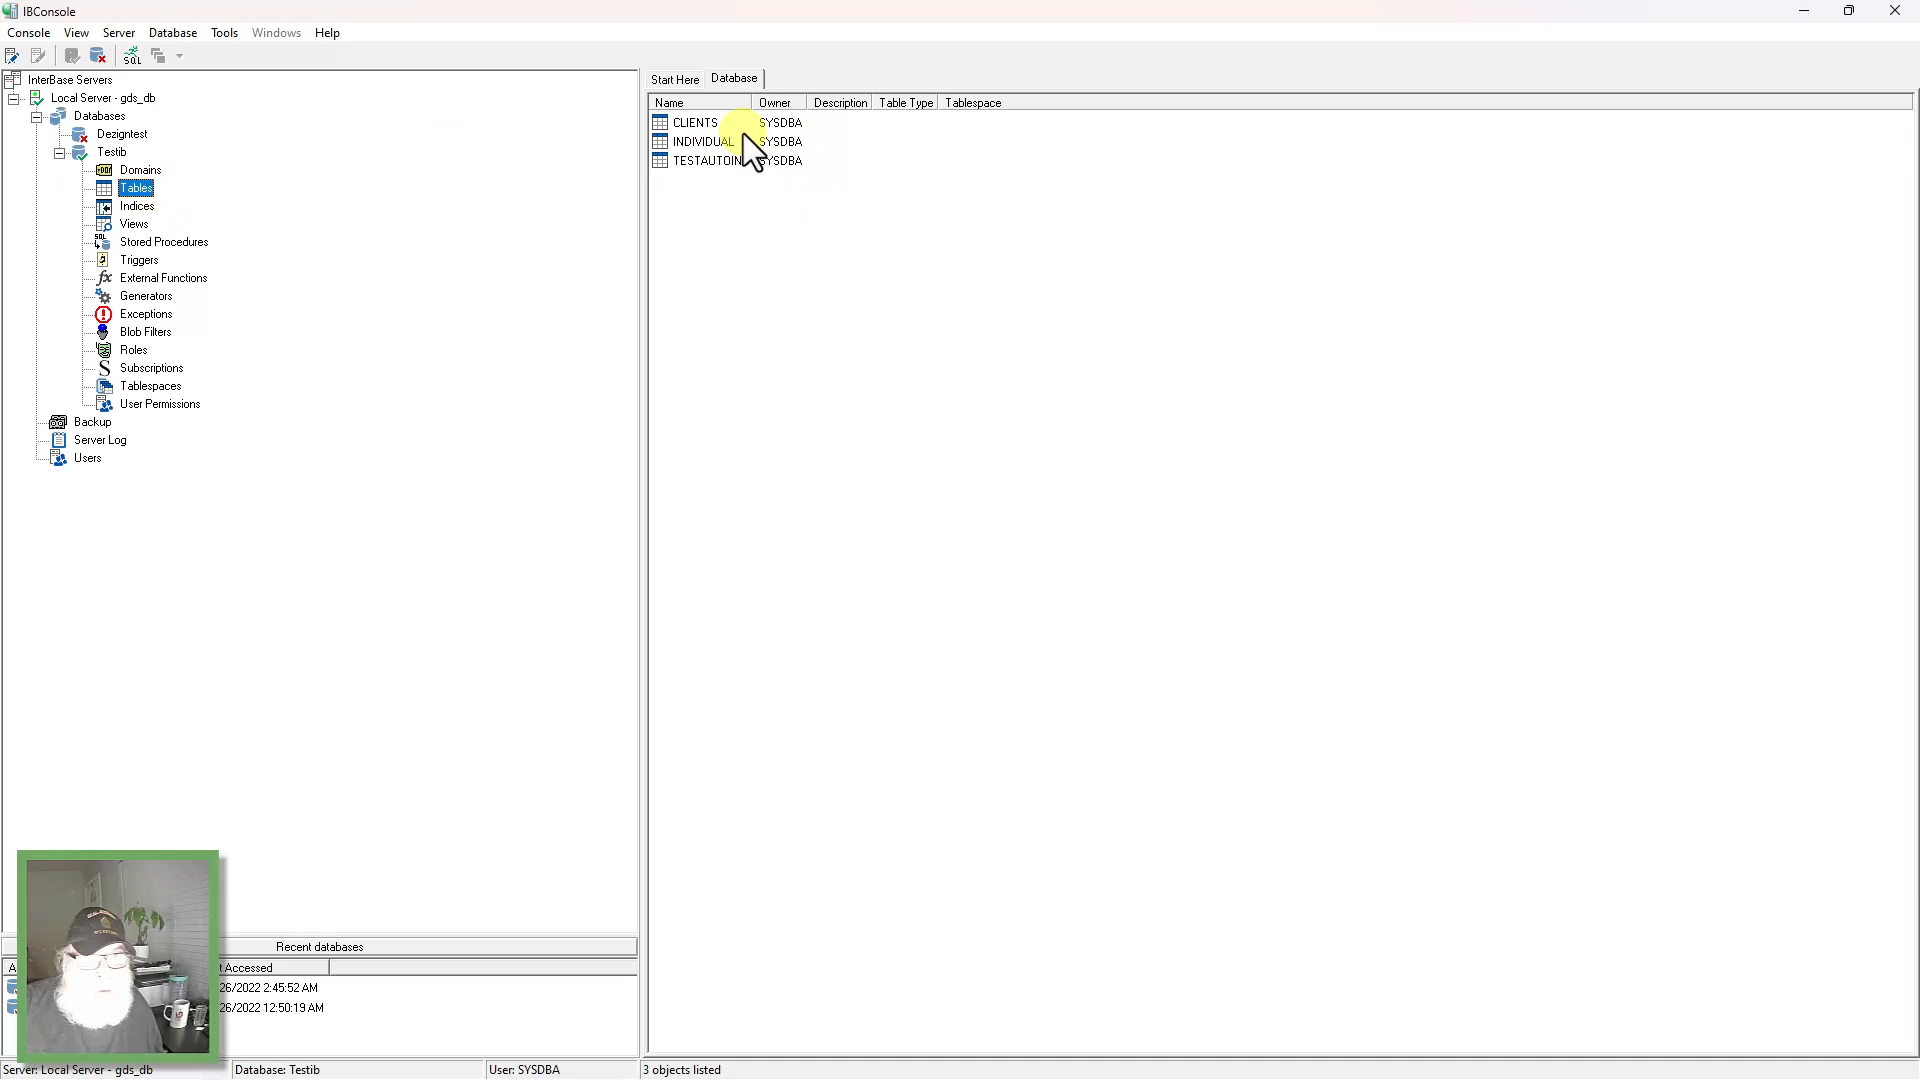 IBConsole
Console View Server Database Tools Windows Help
SQL
InterBase Servers
Local Server - gds_db
Databases
Dezigntest
Testib
Domains
Tables
Indices
Views
Stored Procedures
Triggers
External Functions
Generators
Exceptions
Blob Filters
Roles
Subscriptions
Tablespaces
User Permissions
Backup
Server Log
Users
Start Here Database
Name Owner Description Table Type Tablespace
CLIENTS SYSDBA
INDIVIDUAL SYSDBA
TESTAUTOIN SYSDBA
Recent databases
A t Accessed
26/2022 2:45:52 AM
26/2022 12:50:19 AM
Server: Local Server - gds_db Database: Testib User: SYSDBA 3 objects listed